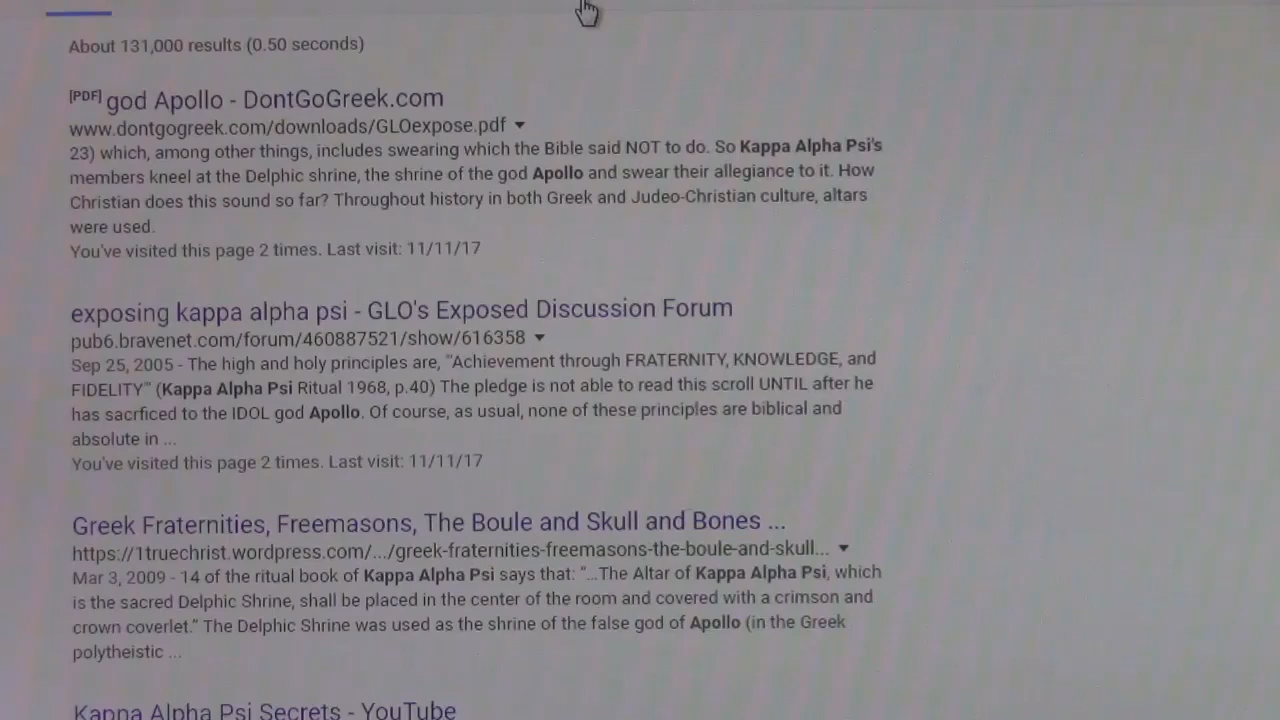 About 131,000 results (0.50 seconds)
[PDF] god Apollo - DontGoGreek.com
www.dontgogreek.com/downloads/GLOexpose.pdf
23) which, among other things, includes swearing which the Bible said NOT to do. So Kappa Alpha Psi's
members kneel at the Delphic shrine, the shrine of the god Apollo and swear their allegiance to it. How
Christian does this sound so far? Throughout history in both Greek and Judeo-Christian culture, altars
were used.
You've visited this page 2 times. Last visit: 11/11/17
exposing kappa alpha psi - GLO's Exposed Discussion Forum
pub6.bravenet.com/forum/460887521/show/616358
Sep 25, 2005 - The high and holy principles are, "Achievement through FRATERNITY, KNOWLEDGE, and
FIDELITY" (Kappa Alpha Psi Ritual 1968, p.40) The pledge is not able to read this scroll UNTIL after he
has sacrficed to the IDOL god Apollo. Of course, as usual, none of these principles are biblical and
absolute in ...
You've visited this page 2 times. Last visit: 11/11/17
Greek Fraternities, Freemasons, The Boule and Skull and Bones ...
https://1truechrist.wordpress.com/.../greek-fraternities-freemasons-the-boule-and-skull...
Mar 3, 2009 - 14 of the ritual book of Kappa Alpha Psi says that: "...The Altar of Kappa Alpha Psi, which
is the sacred Delphic Shrine, shall be placed in the center of the room and covered with a crimson and
crown coverlet." The Delphic Shrine was used as the shrine of the false god of Apollo (in the Greek
polytheistic ...
Kappa Alpha Psi Secrets - YouTube